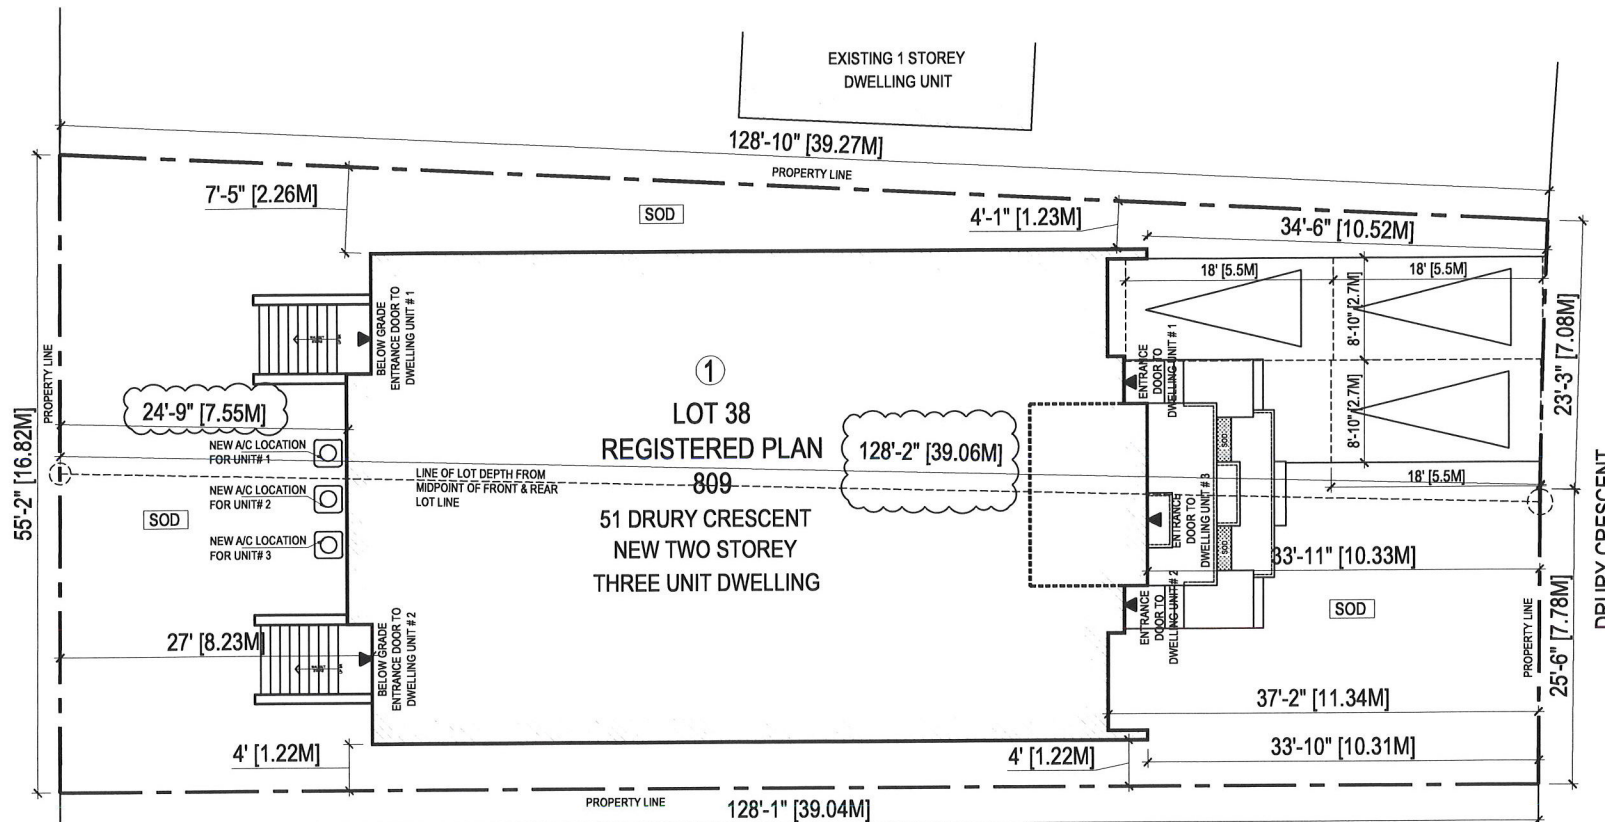 EXISTING 1 STOREY
DWELLING UNIT
128'-10" [39.27M]
PROPERTY LINE
7'-5" [2.26M]
SOD
4'-1" [1.23M]
34'-6" [10.52M]
18' [5.5M]
18' [5.5M]
8'-10" [2.7M]
8'-10" [2.7M]
18' [5.5M]
23'-3" [7.08M]
BELOW GRADE
ENTRANCE DOOR TO
DWELLING UNIT # 1
ENTRANCE
DOOR TO
DWELLING UNIT # 1
PROPERTY LINE
55'-2" [16.82M]
24'-9" [7.55M]
NEW A/C LOCATION
FOR UNIT# 1
NEW A/C LOCATION
FOR UNIT# 2
NEW A/C LOCATION
FOR UNIT# 3
SOD
LINE OF LOT DEPTH FROM
MIDPOINT OF FRONT & REAR
LOT LINE
1
LOT 38
REGISTERED PLAN
809
51 DRURY CRESCENT
NEW TWO STOREY
THREE UNIT DWELLING
128'-2" [39.06M]
ENTRANCE
DOOR TO
DWELLING UNIT # 3
SOD
SOD
33'-11" [10.33M]
ENTRANCE
DOOR TO
DWELLING UNIT # 2
SOD
PROPERTY LINE
25'-6" [7.78M]
DRURY CRESCENT
27' [8.23M]
BELOW GRADE
ENTRANCE DOOR TO
DWELLING UNIT # 2
37'-2" [11.34M]
33'-10" [10.31M]
4' [1.22M]
4' [1.22M]
PROPERTY LINE
128'-1" [39.04M]